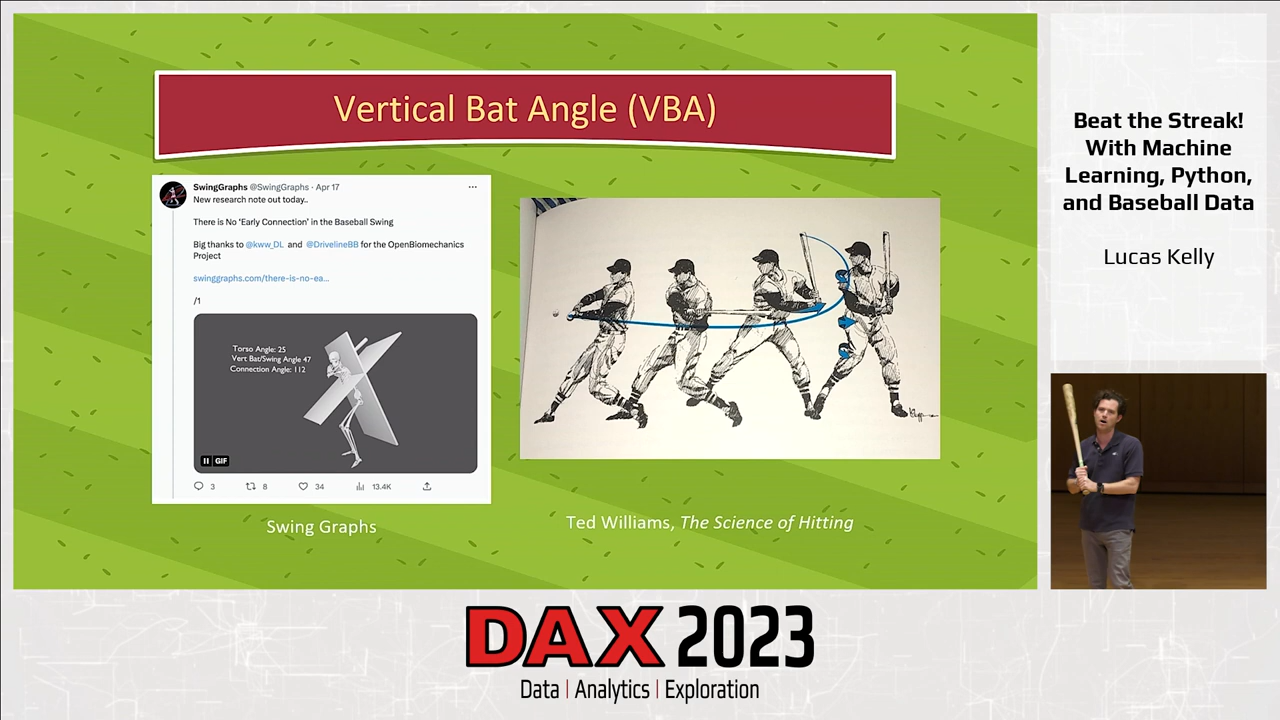 Vertical Bat Angle (VBA)
SwingGraphs @SwingGraphs · Apr 17
New research note out today..
There is No 'Early Connection' in the Baseball Swing
Big thanks to @kww_DL and @DrivelineBB for the OpenBiomechanics
Project
swinggraphs.com/there-is-no-ea...
/1
Torso Angle: 25
Vert Bat/Swing Angle 47
Connection Angle: 112
GIF
3 8 34 13.4K
Swing Graphs
Ted Williams, The Science of Hitting
Beat the Streak!
With Machine
Learning, Python,
and Baseball Data
Lucas Kelly
DAX 2023
Data | Analytics | Exploration